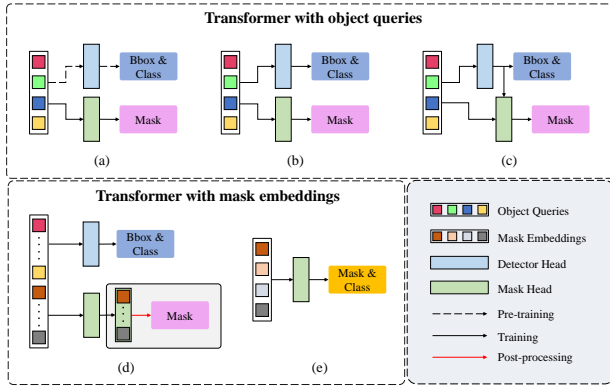 Transformer with object queries
Bbox &
Class
Mask
(a)
Bbox &
Class
Mask
(b)
Bbox &
Class
Mask
(c)
Transformer with mask embeddings
Bbox &
Class
Mask
(d)
Mask &
Class
(e)
Object Queries
Mask Embeddings
Detector Head
Mask Head
Pre-training
Training
Post-processing